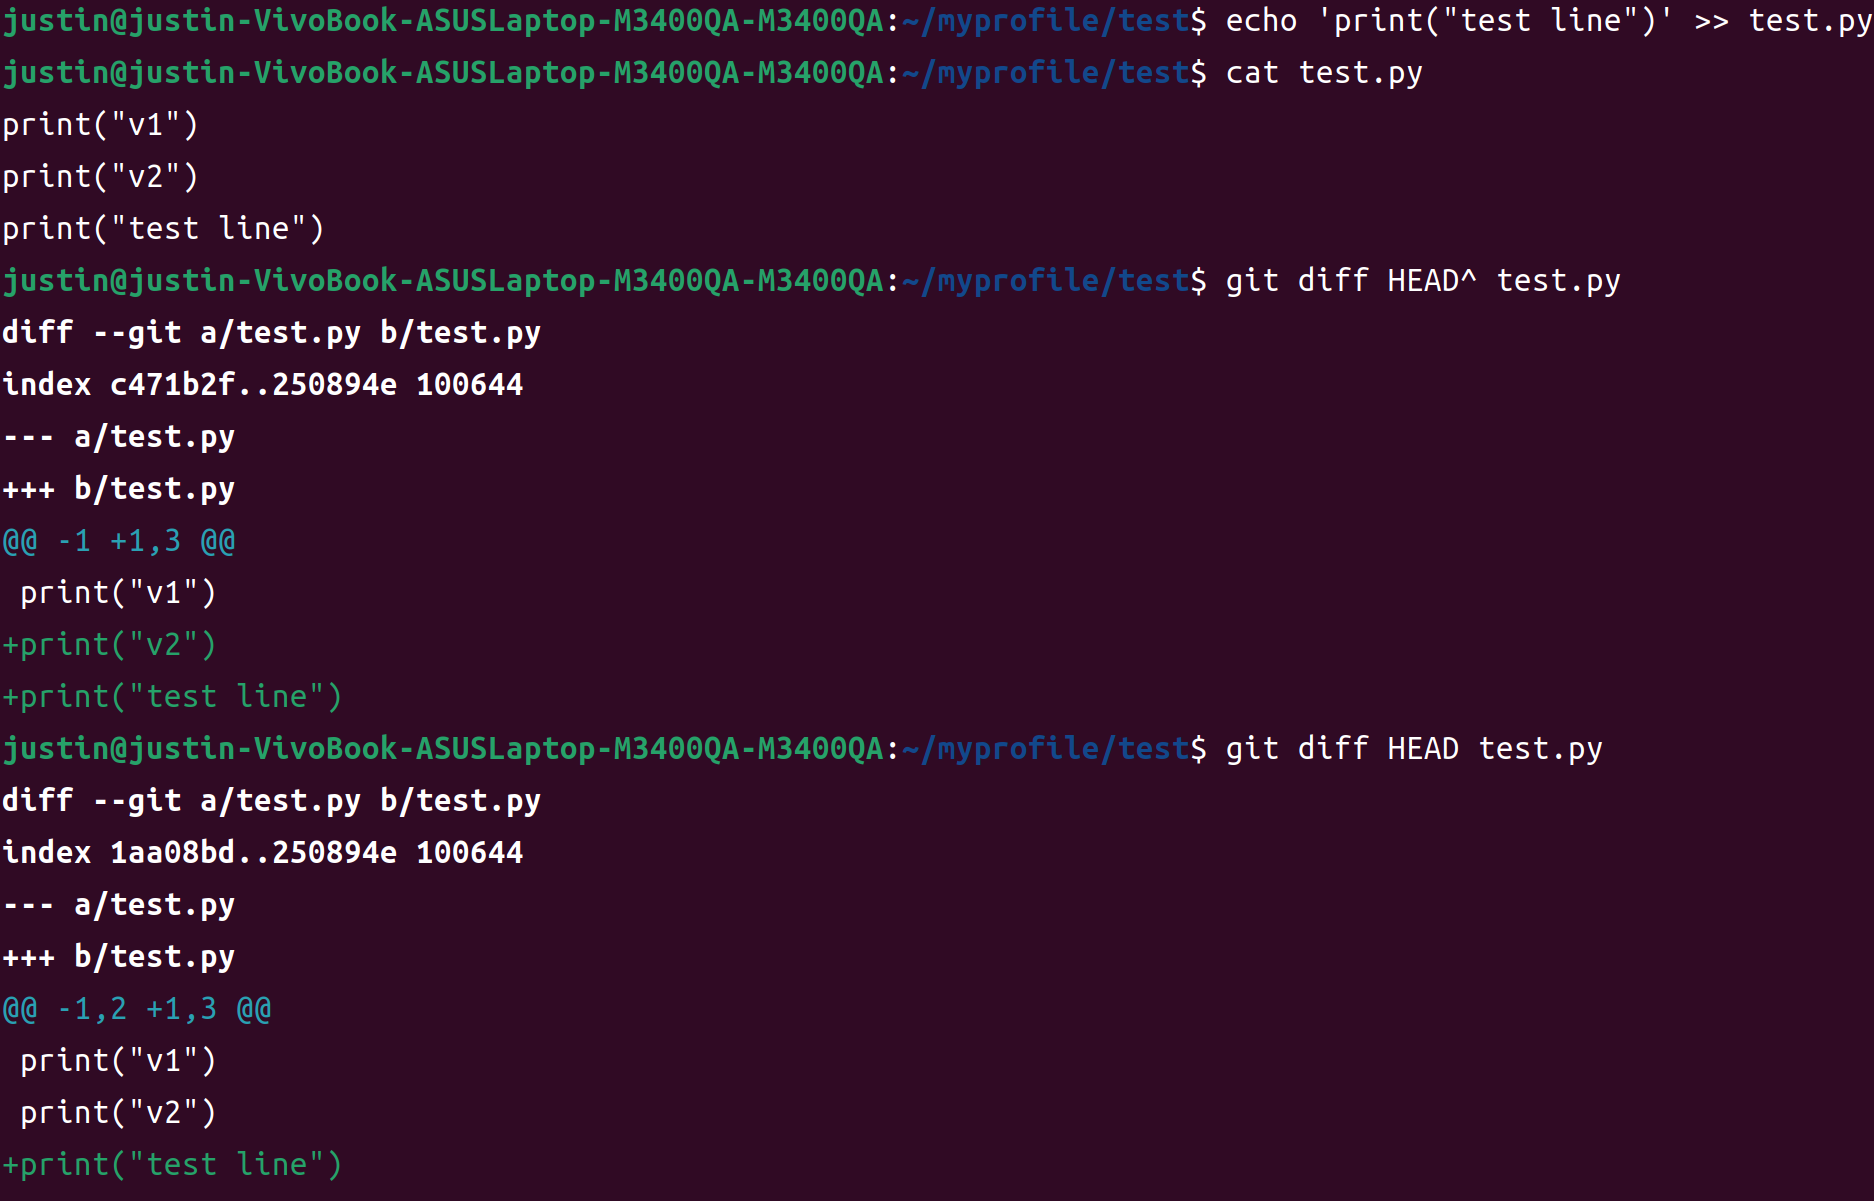 justin@justin-VivoBook-ASUSLaptop-M3400QA-M3400QA:~/myprofile/test$ echo 'print("test line")' >> test.py
justin@justin-VivoBook-ASUSLaptop-M3400QA-M3400QA:~/myprofile/test$ cat test.py
print("v1")
print("v2")
print("test line")
justin@justin-VivoBook-ASUSLaptop-M3400QA-M3400QA:~/myprofile/test$ git diff HEAD^ test.py
diff --git a/test.py b/test.py
index c471b2f..250894e 100644
--- a/test.py
+++ b/test.py
@@ -1 +1,3 @@
 print("v1")
+print("v2")
+print("test line")
justin@justin-VivoBook-ASUSLaptop-M3400QA-M3400QA:~/myprofile/test$ git diff HEAD test.py
diff --git a/test.py b/test.py
index 1aa08bd..250894e 100644
--- a/test.py
+++ b/test.py
@@ -1,2 +1,3 @@
 print("v1")
 print("v2")
+print("test line")